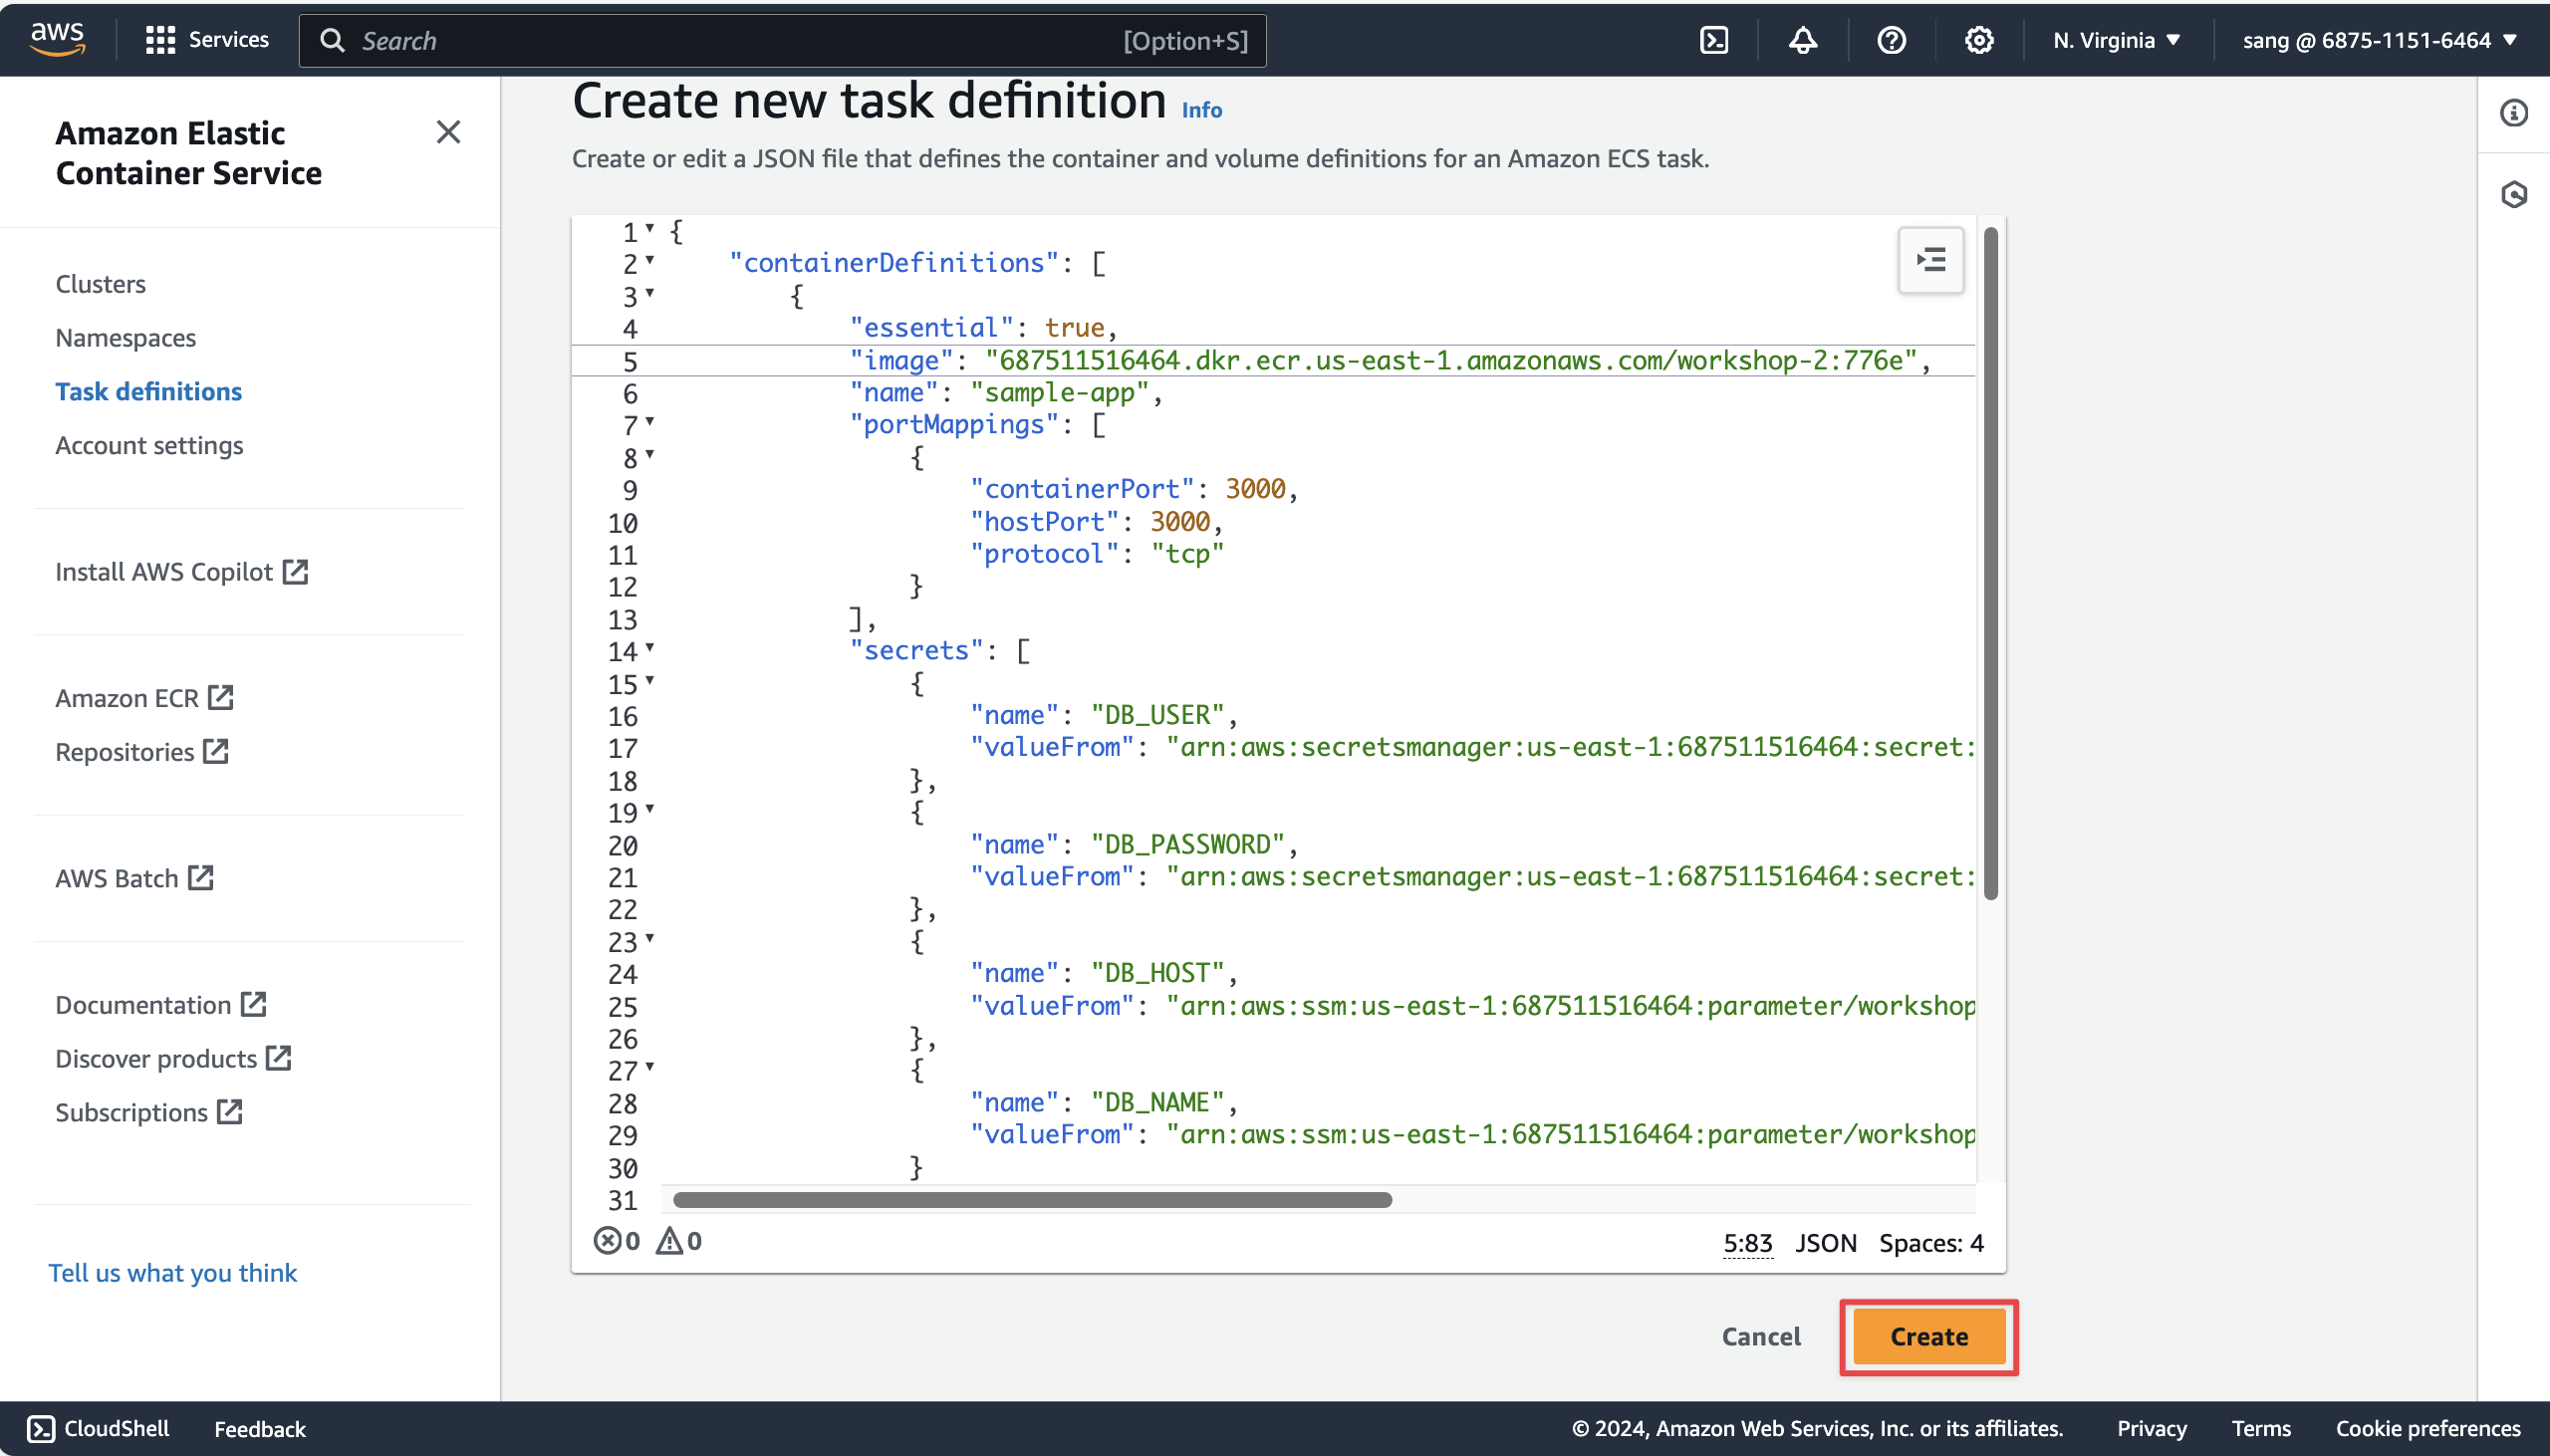 aws
Services
Search
[Option+S]
N. Virginia
sang @ 6875-1151-6464
Amazon Elastic
Container Service
Clusters
Namespaces
Task definitions
Account settings
Install AWS Copilot
Amazon ECR
Repositories
AWS Batch
Documentation
Discover products
Subscriptions
Tell us what you think
Create new task definition Info
Create or edit a JSON file that defines the container and volume definitions for an Amazon ECS task.
1 {
2 "containerDefinitions": [
3 {
4 "essential": true,
5 "image": "687511516464.dkr.ecr.us-east-1.amazonaws.com/workshop-2:776e",
6 "name": "sample-app",
7 "portMappings": [
8 {
9 "containerPort": 3000,
10 "hostPort": 3000,
11 "protocol": "tcp"
12 }
13 ],
14 "secrets": [
15 {
16 "name": "DB_USER",
17 "valueFrom": "arn:aws:secretsmanager:us-east-1:687511516464:secret:
18 },
19 {
20 "name": "DB_PASSWORD",
21 "valueFrom": "arn:aws:secretsmanager:us-east-1:687511516464:secret:
22 },
23 {
24 "name": "DB_HOST",
25 "valueFrom": "arn:aws:ssm:us-east-1:687511516464:parameter/workshop
26 },
27 {
28 "name": "DB_NAME",
29 "valueFrom": "arn:aws:ssm:us-east-1:687511516464:parameter/workshop
30 }
31
0 0
5:83 JSON Spaces: 4
Cancel
Create
CloudShell
Feedback
© 2024, Amazon Web Services, Inc. or its affiliates.
Privacy
Terms
Cookie preferences